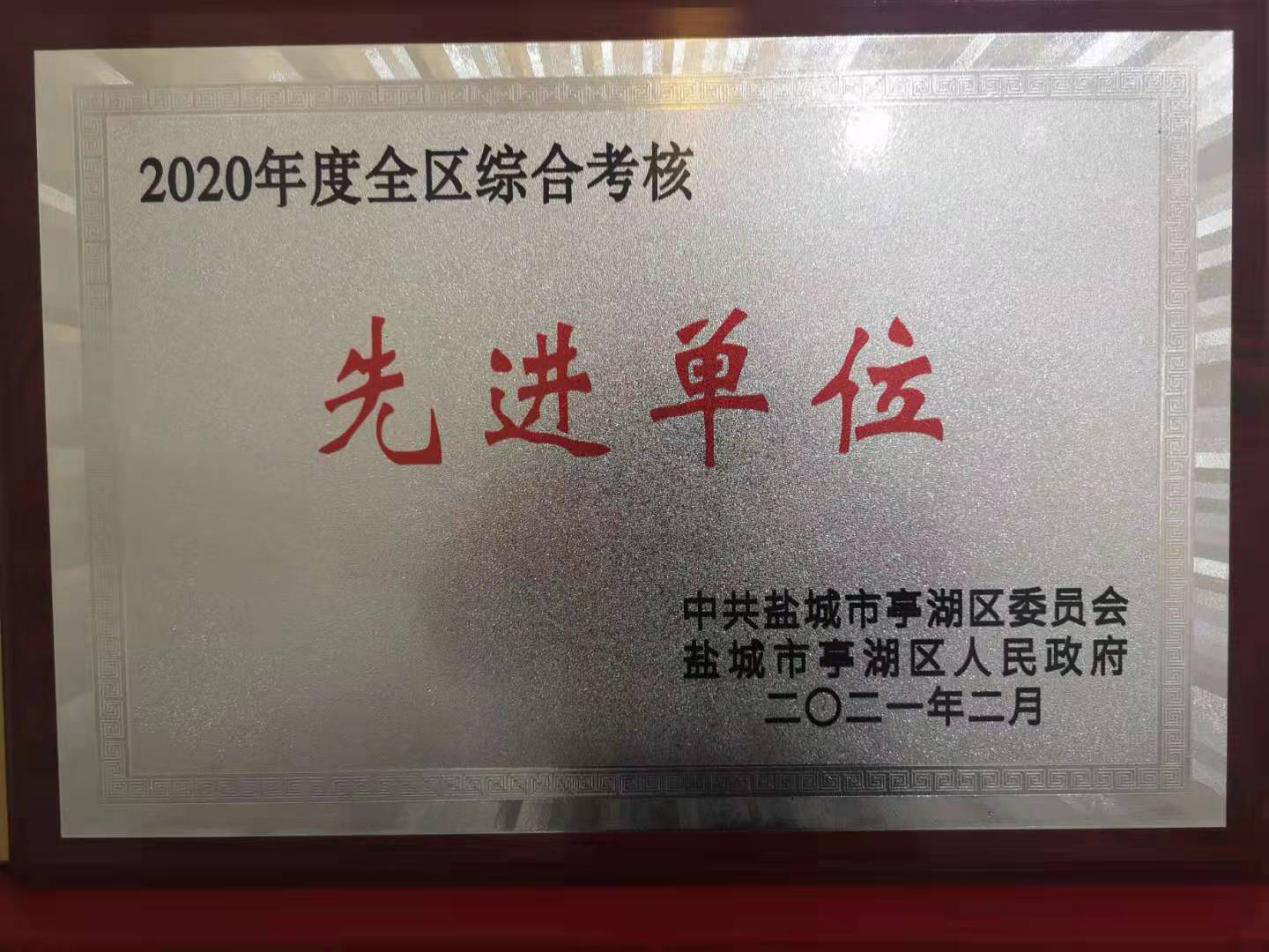 2020年度全区综合考核
先进单位
中共盐城市亭湖区委员会
盐城市亭湖区人民政府
二〇二一年二月